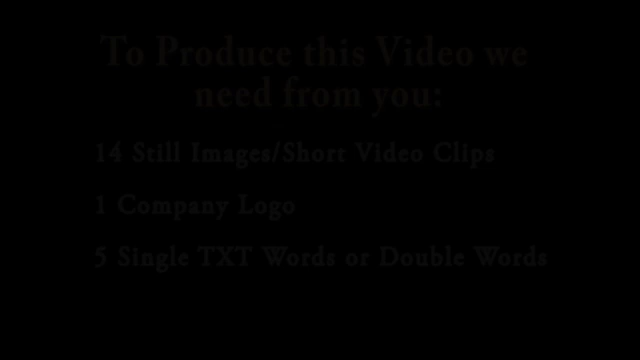 To Produce this Video we
need from you:
14 Still Images/Short Video Clips
1 Company Logo
5 Single TXT Words or Double Words